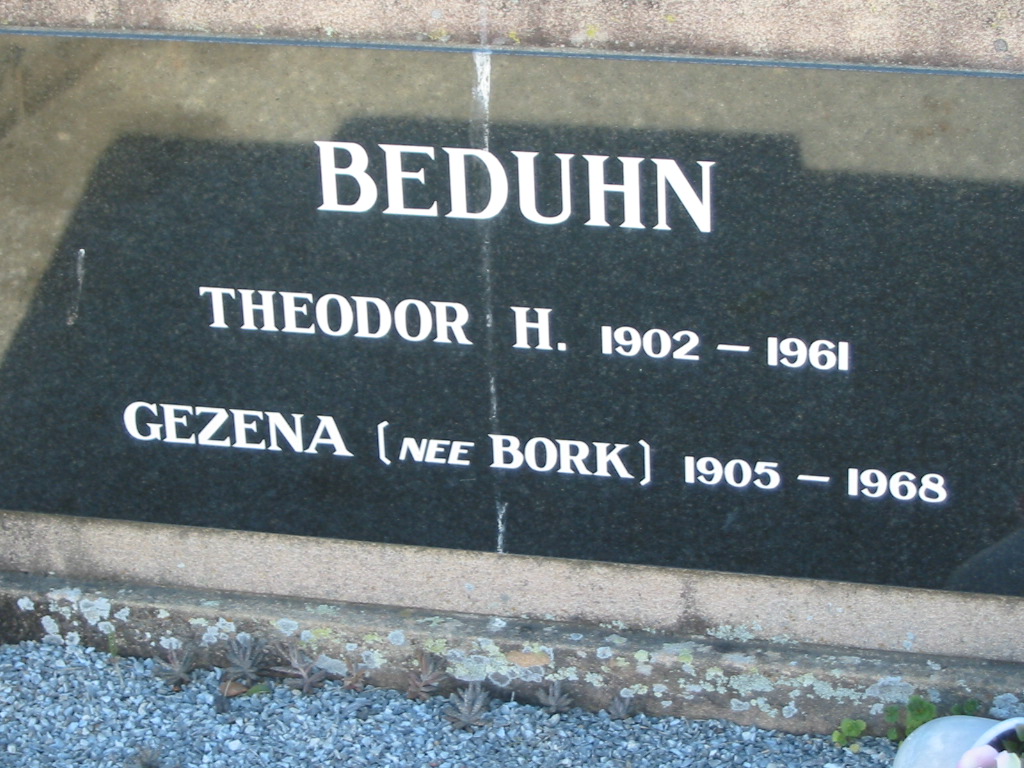 BEDUHN
THEODOR H. 1902 – 1961
GEZENA (NEE BORK) 1905 – 1968